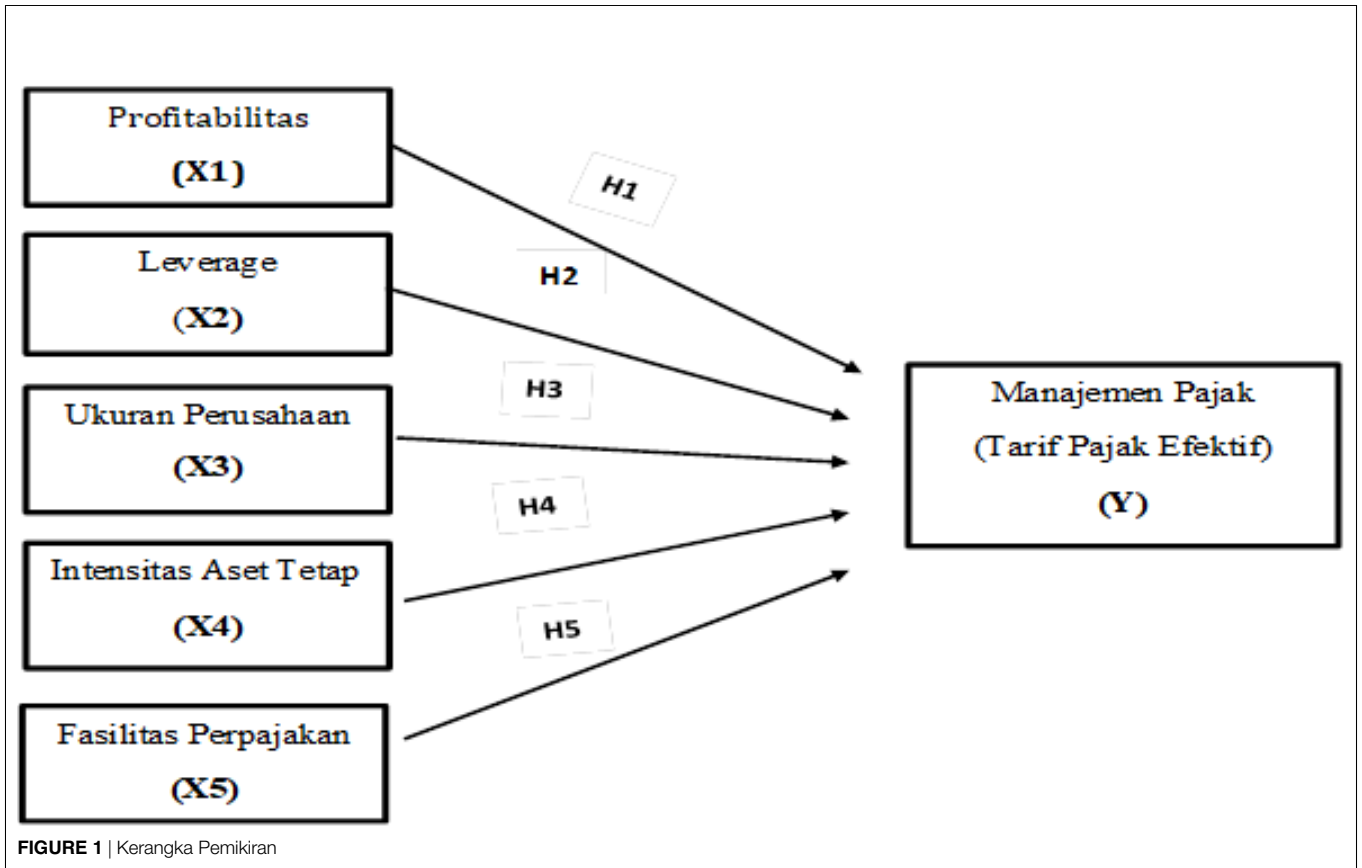 Profitabilitas
(X1)
H1
Leverage
(X2)
H2
Ukuran Perusahaan
(X3)
H3
Intensitas Aset Tetap
(X4)
H4
Fasilitas Perpajakan
(X5)
H5
Manajemen Pajak
(Tarif Pajak Efektif)
(Y)
FIGURE 1 | Kerangka Pemikiran